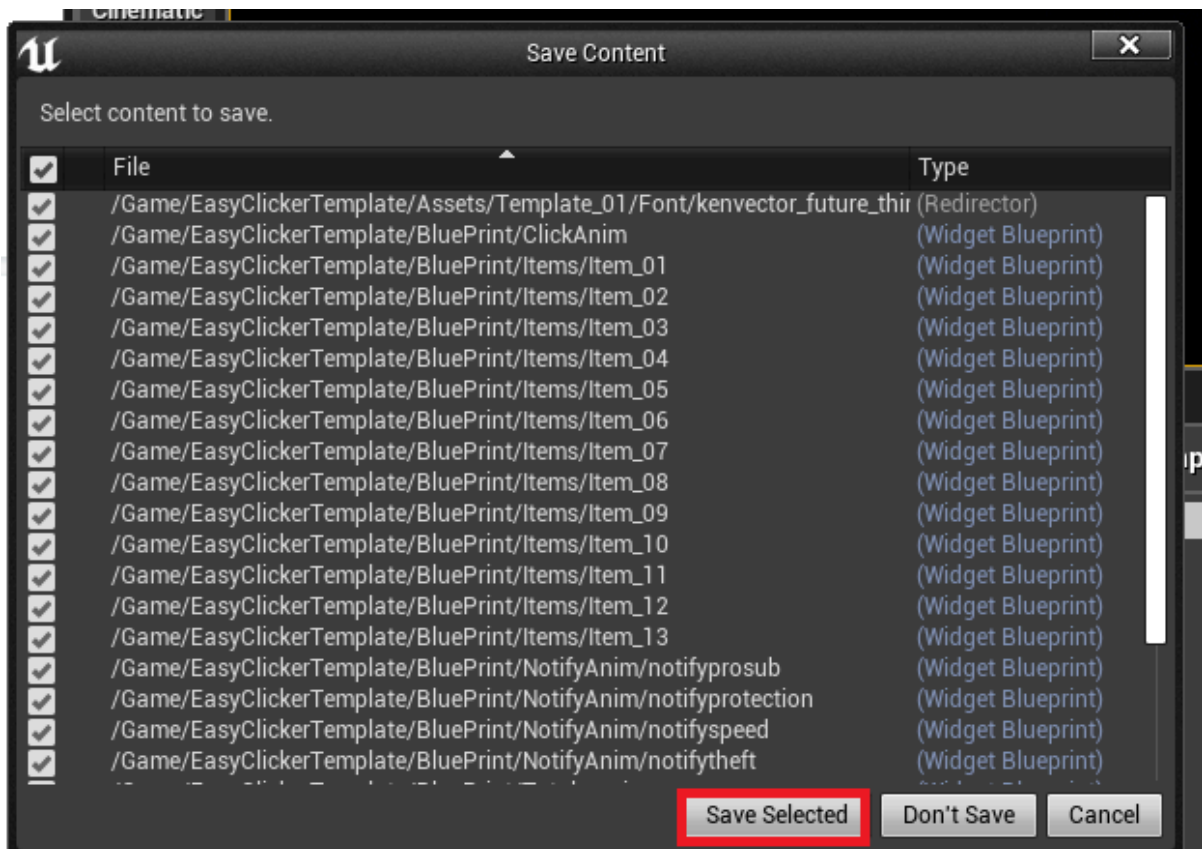 Cinematic
Save Content
Select content to save.
File Type
/Game/EasyClickerTemplate/Assets/Template_01/Font/kenvector_future_thir (Redirector)
/Game/EasyClickerTemplate/BluePrint/ClickAnim (Widget Blueprint)
/Game/EasyClickerTemplate/BluePrint/Items/Item_01 (Widget Blueprint)
/Game/EasyClickerTemplate/BluePrint/Items/Item_02 (Widget Blueprint)
/Game/EasyClickerTemplate/BluePrint/Items/Item_03 (Widget Blueprint)
/Game/EasyClickerTemplate/BluePrint/Items/Item_04 (Widget Blueprint)
/Game/EasyClickerTemplate/BluePrint/Items/Item_05 (Widget Blueprint)
/Game/EasyClickerTemplate/BluePrint/Items/Item_06 (Widget Blueprint)
/Game/EasyClickerTemplate/BluePrint/Items/Item_07 (Widget Blueprint)
/Game/EasyClickerTemplate/BluePrint/Items/Item_08 (Widget Blueprint)
/Game/EasyClickerTemplate/BluePrint/Items/Item_09 (Widget Blueprint)
/Game/EasyClickerTemplate/BluePrint/Items/Item_10 (Widget Blueprint)
/Game/EasyClickerTemplate/BluePrint/Items/Item_11 (Widget Blueprint)
/Game/EasyClickerTemplate/BluePrint/Items/Item_12 (Widget Blueprint)
/Game/EasyClickerTemplate/BluePrint/Items/Item_13 (Widget Blueprint)
/Game/EasyClickerTemplate/BluePrint/NotifyAnim/notifyprosub (Widget Blueprint)
/Game/EasyClickerTemplate/BluePrint/NotifyAnim/notifyprotection (Widget Blueprint)
/Game/EasyClickerTemplate/BluePrint/NotifyAnim/notifyspeed (Widget Blueprint)
/Game/EasyClickerTemplate/BluePrint/NotifyAnim/notifytheft (Widget Blueprint)
Save Selected Don't Save Cancel